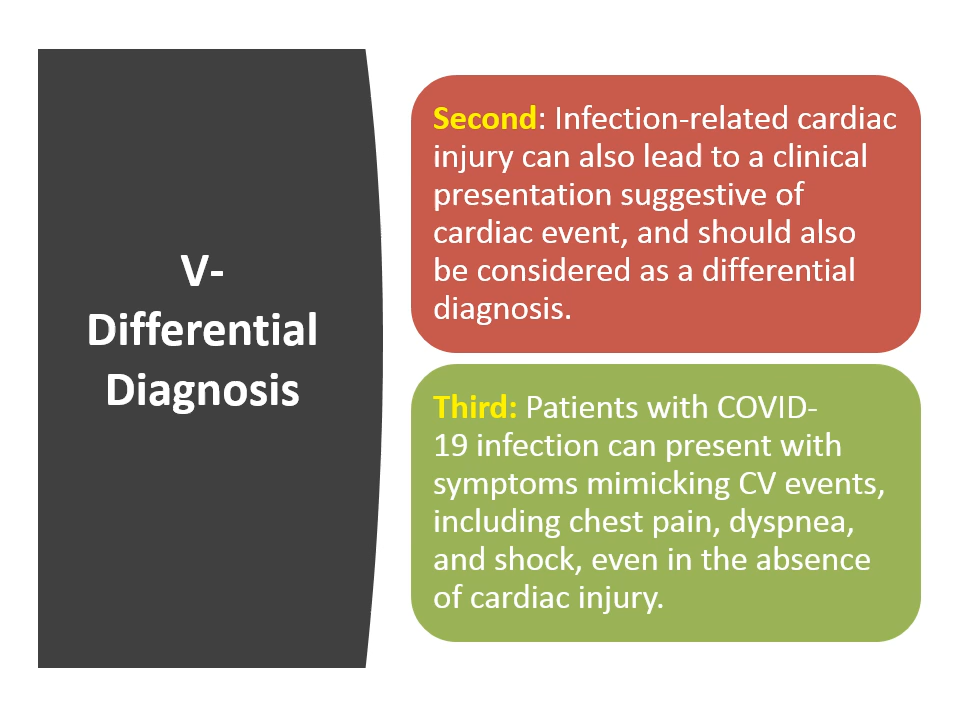 V-
Differential
Diagnosis
Second: Infection-related cardiac
injury can also lead to a clinical
presentation suggestive of
cardiac event, and should also
be considered as a differential
diagnosis.
Third: Patients with COVID-
19 infection can present with
symptoms mimicking CV events,
including chest pain, dyspnea,
and shock, even in the absence
of cardiac injury.